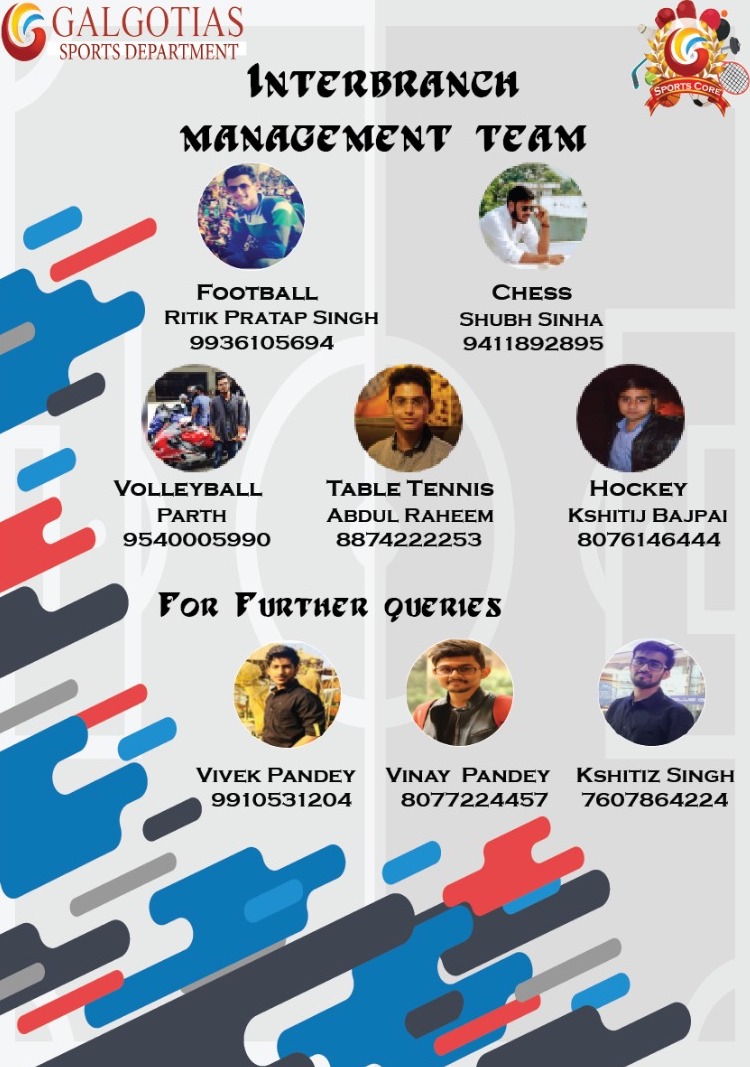 GALGOTIAS
SPORTS DEPARTMENT
SPORTS CORE
INTERBRANCH
MANAGEMENT TEAM
FOOTBALL
RITIK PRATAP SINGH
9936105694
CHESS
SHUBH SINHA
9411892895
VOLLEYBALL
PARTH
9540005990
TABLE TENNIS
ABDUL RAHEEM
8874222253
HOCKEY
KSHITIJ BAJPAI
8076146444
FOR FURTHER QUERIES
VIVEK PANDEY
9910531204
VINAY PANDEY
8077224457
KSHITIZ SINGH
7607864224